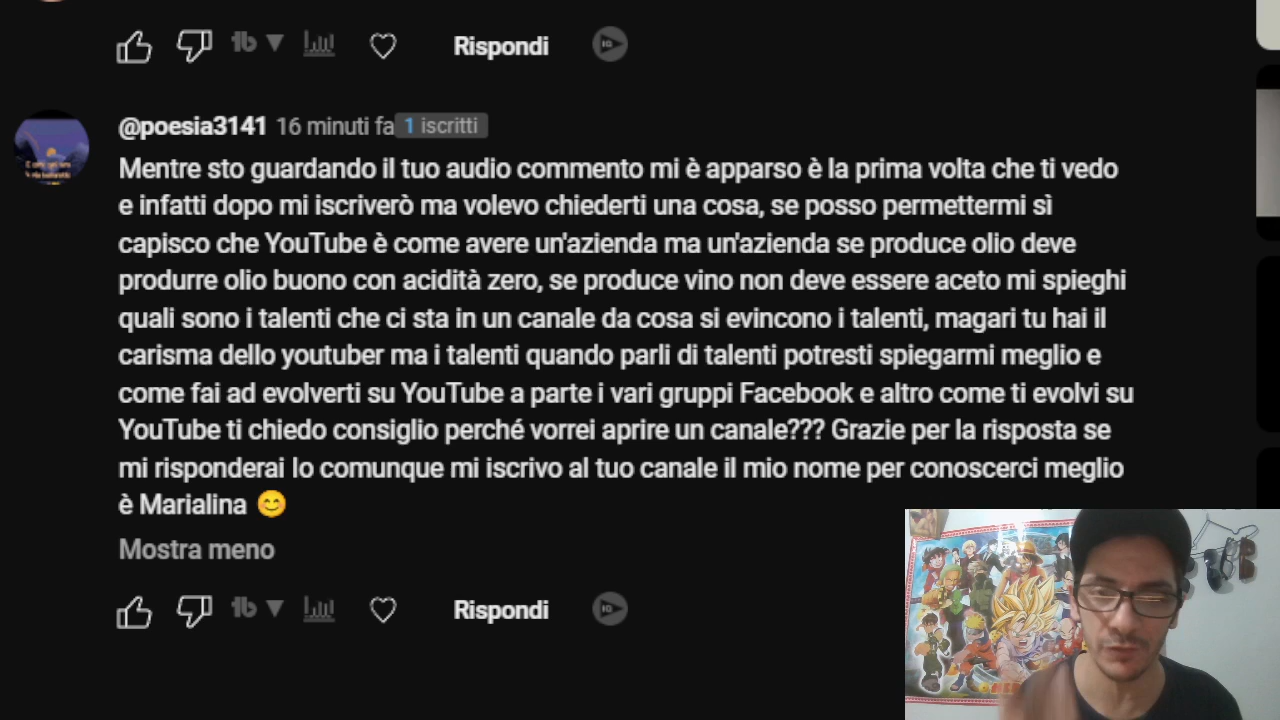 Rispondi
@poesia3141 16 minuti fa 1 iscritti
Mentre sto guardando il tuo audio commento mi è apparso è la prima volta che ti vedo
e infatti dopo mi iscriverò ma volevo chiederti una cosa, se posso permettermi sì
capisco che YouTube è come avere un'azienda ma un'azienda se produce olio deve
produrre olio buono con acidità zero, se produce vino non deve essere aceto mi spieghi
quali sono i talenti che ci sta in un canale da cosa si evincono i talenti, magari tu hai il
carisma dello youtuber ma i talenti quando parli di talenti potresti spiegarmi meglio e
come fai ad evolverti su YouTube a parte i vari gruppi Facebook e altro come ti evolvi su
YouTube ti chiedo consiglio perché vorrei aprire un canale??? Grazie per la risposta se
mi risponderai Io comunque mi iscrivo al tuo canale il mio nome per conoscerci meglio
è Marialina 😊
Mostra meno
Rispondi